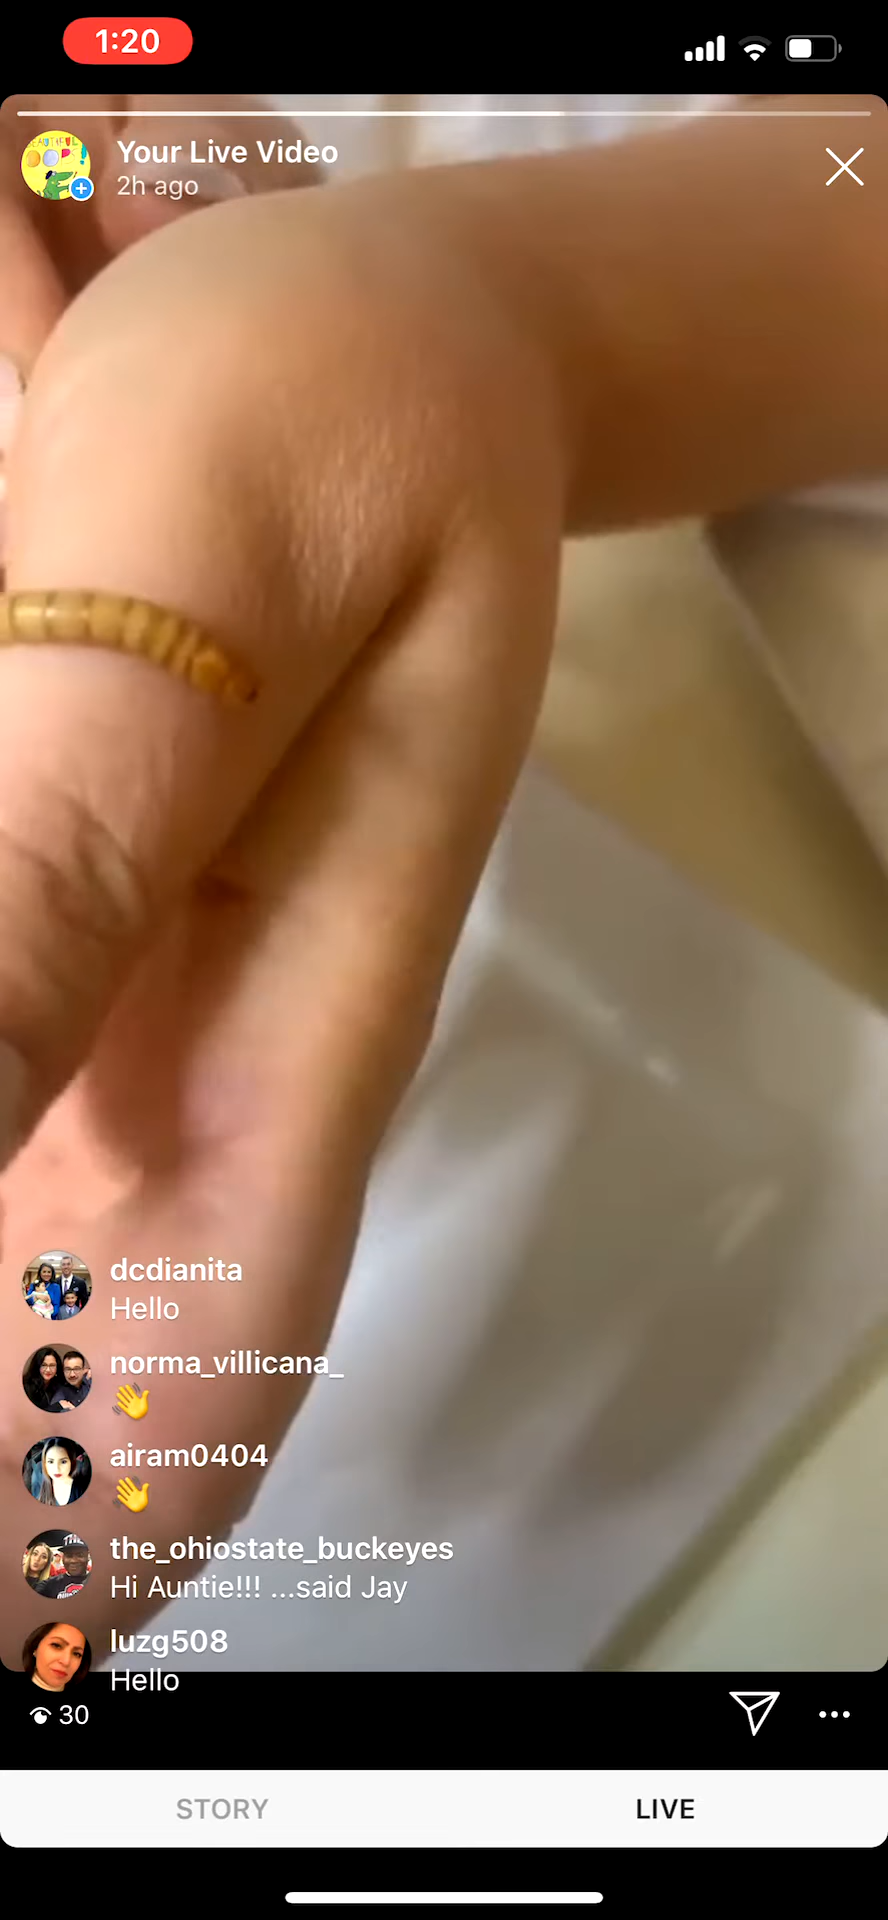 1:20
BEAUTIFUL
Your Live Video
2h ago
dcdianita
Hello
norma_villicana_
👋
airam0404
👋
the_ohiostate_buckeyes
Hi Auntie!!! ...said Jay
luzg508
Hello
30
STORY
LIVE